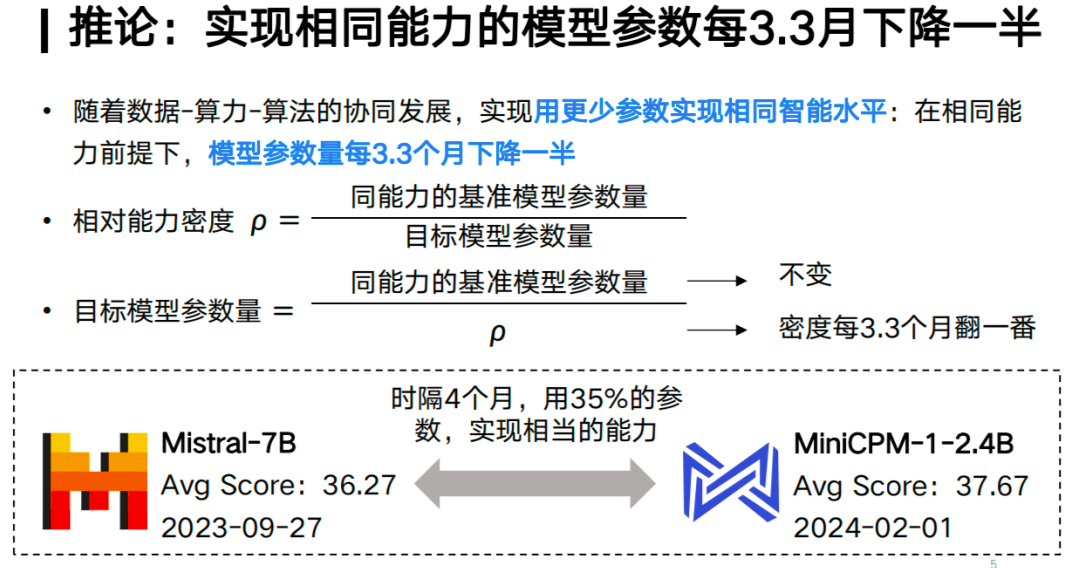 推论：实现相同能力的模型参数每3.3月下降一半
• 随着数据-算力-算法的协同发展，实现用更少参数实现相同智能水平：在相同能
力前提下，模型参数量每3.3个月下降一半
同能力的基准模型参数量
• 相对能力密度 ρ =
目标模型参数量
同能力的基准模型参数量 → 不变
• 目标模型参数量 =
ρ → 密度每3.3个月翻一番
时隔4个月，用35%的参
数，实现相当的能力
Mistral-7B
Avg Score：36.27
2023-09-27
MiniCPM-1-2.4B
Avg Score：37.67
2024-02-01
5